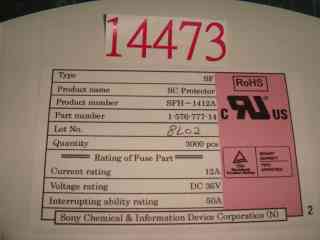 14473
Type SF
Product name SC Protector
Product number SFH-1412A
Part number 1-576-777-14
Lot No. 8L02
Quantity 3000 pcs
Rating of Fuse Part
Current rating 12A
Voltage rating DC 36V
Interrupting ability rating 50A
Sony Chemical & Information Device Corporation (N)
RoHS
C RU US
2